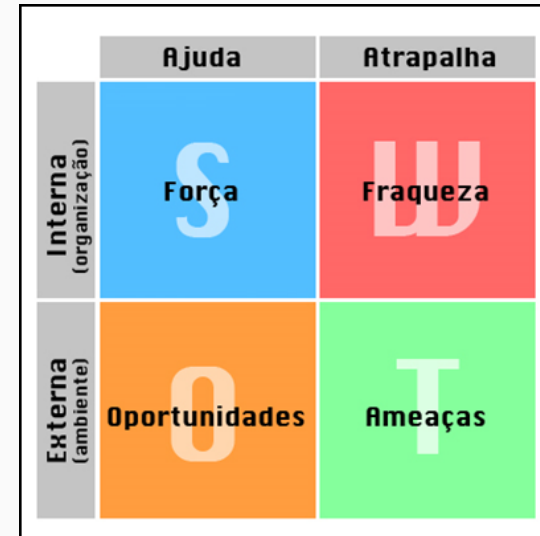 Ajuda
Atrapalha
Interna
(organização)
S
Força
W
Fraqueza
Externa
(ambiente)
O
Oportunidades
T
Ameaças